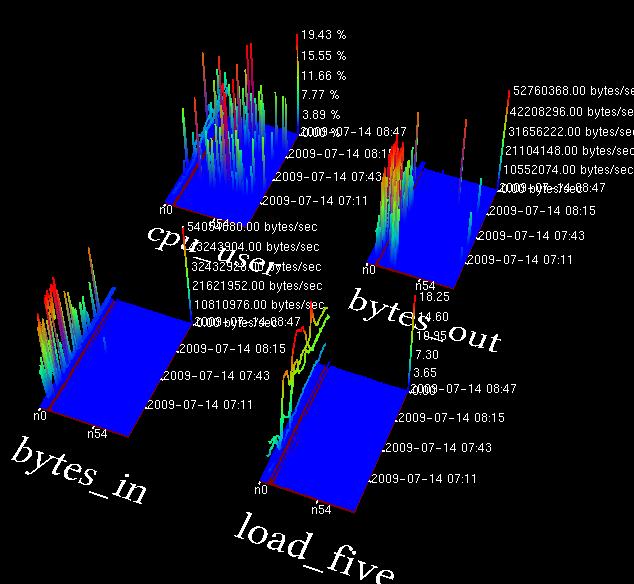 19.43 %
15.55 %
11.66 %
7.77 %
3.89 %
2009-07-14 08:47
2009-07-14 08:15
2009-07-14 07:43
2009-07-14 07:11
n0
n54
cpu_user
52760368.00 bytes/sec
42208296.00 bytes/se
31656222.00 bytes/sec
21104148.00 bytes/sec
10552074.00 bytes/sec
2009-07-14 08:47
2009-07-14 08:15
2009-07-14 07:43
2009-07-14 07:11
n0
n54
bytes_out
bytes/sec
bytes/sec
bytes/sec
21621952.00 bytes/sec
10810976.00 bytes/sec
2009-07-14 08:47
2009-07-14 08:15
2009-07-14 07:43
2009-07-14 07:11
n0
n54
bytes_in
18.25
14.60
10.95
7.30
3.65
0.00
2009-07-14 08:47
2009-07-14 08:15
2009-07-14 07:43
2009-07-14 07:11
n0
n54
load_five